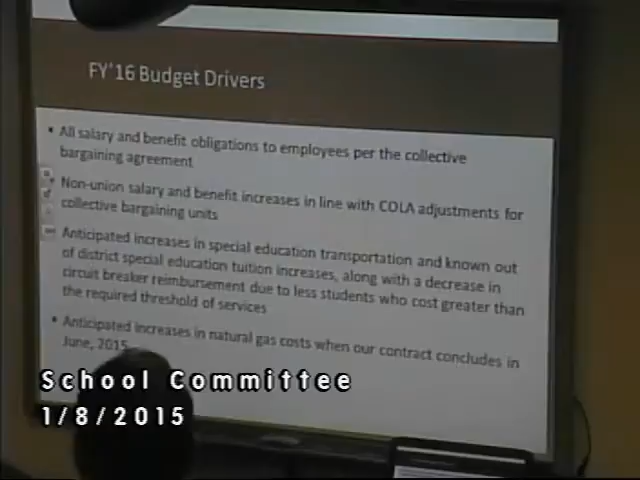 FY'16 Budget Drivers
• All salary and benefit obligations to employees per the collective
bargaining agreement
Non-union salary and benefit increases in line with COLA adjustments for
collective bargaining units
Anticipated increases in special education transportation and known out
of district special education tuition increases, along with a decrease in
circuit breaker reimbursement due to less students who cost greater than
the required threshold of services
• Anticipated increases in natural gas costs when our contract concludes in
June, 2015
School Committee
1/8/2015